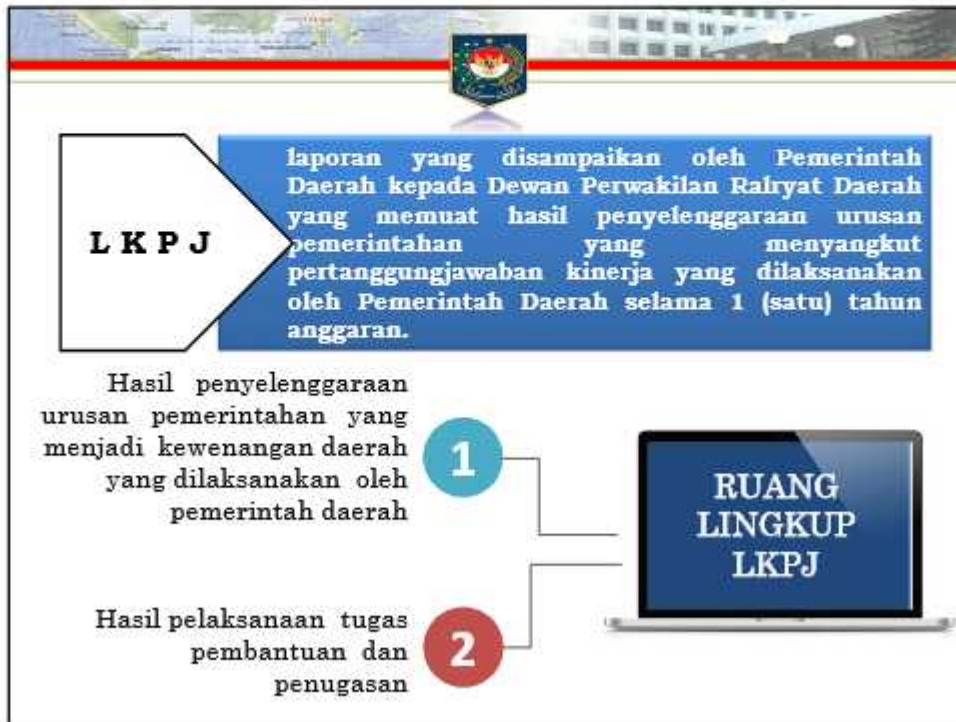 laporan yang disampaikan oleh Pemerintah
Daerah kepada Dewan Perwakilan Ralryat Daerah
yang memuat hasil penyelenggaraan urusan
pemerintahan yang menyangkut
pertanggungjawaban kinerja yang dilaksanakan
oleh Pemerintah Daerah selama 1 (satu) tahun
anggaran.
L K P J
Hasil penyelenggaraan
urusan pemerintahan yang
menjadi kewenangan daerah
yang dilaksanakan oleh
pemerintah daerah
1
RUANG
LINGKUP
LKPJ
Hasil pelaksanaan tugas
pembantuan dan
penugasan
2